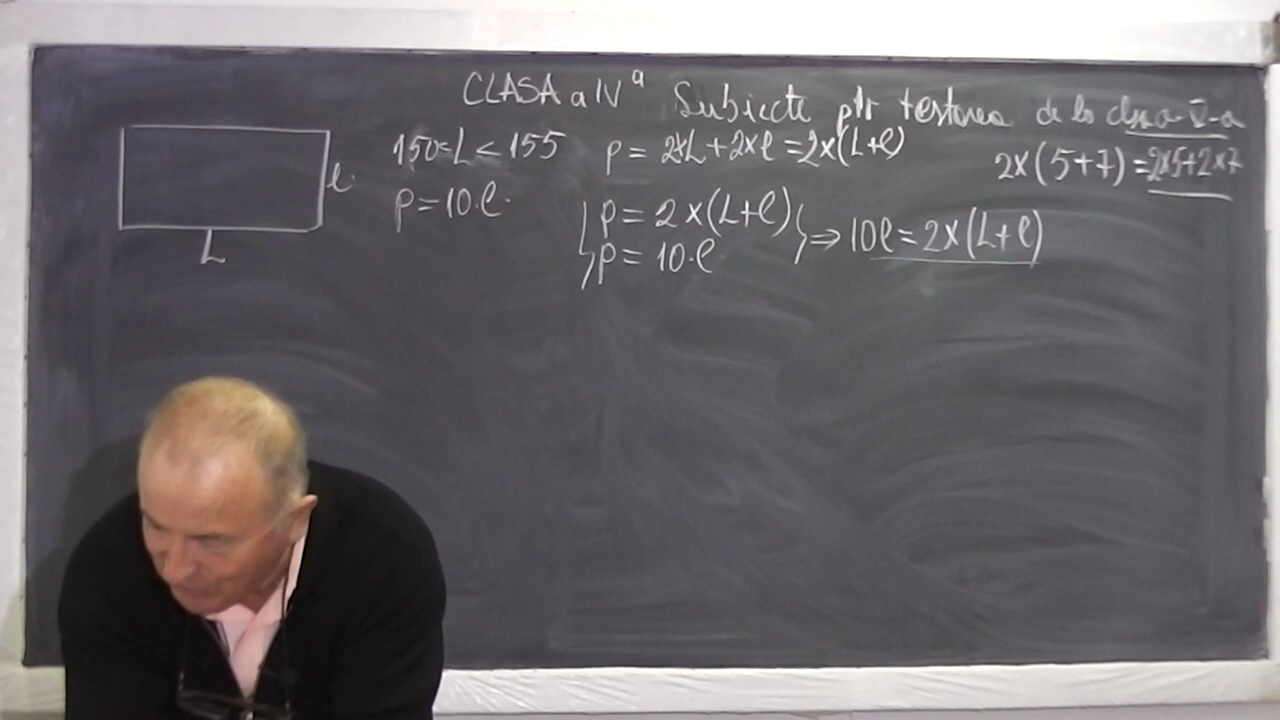 CLASA a IVª Subiecte ptr testarea de la clasa a V-a
150<L<155 p = 2xL+2xl =2x(L+l)
2x(5+7) =2x5+2x7
l
p=10·l
p= 2x(L+l)
p= 10·l
⇒ 10l=2x(L+l)
L